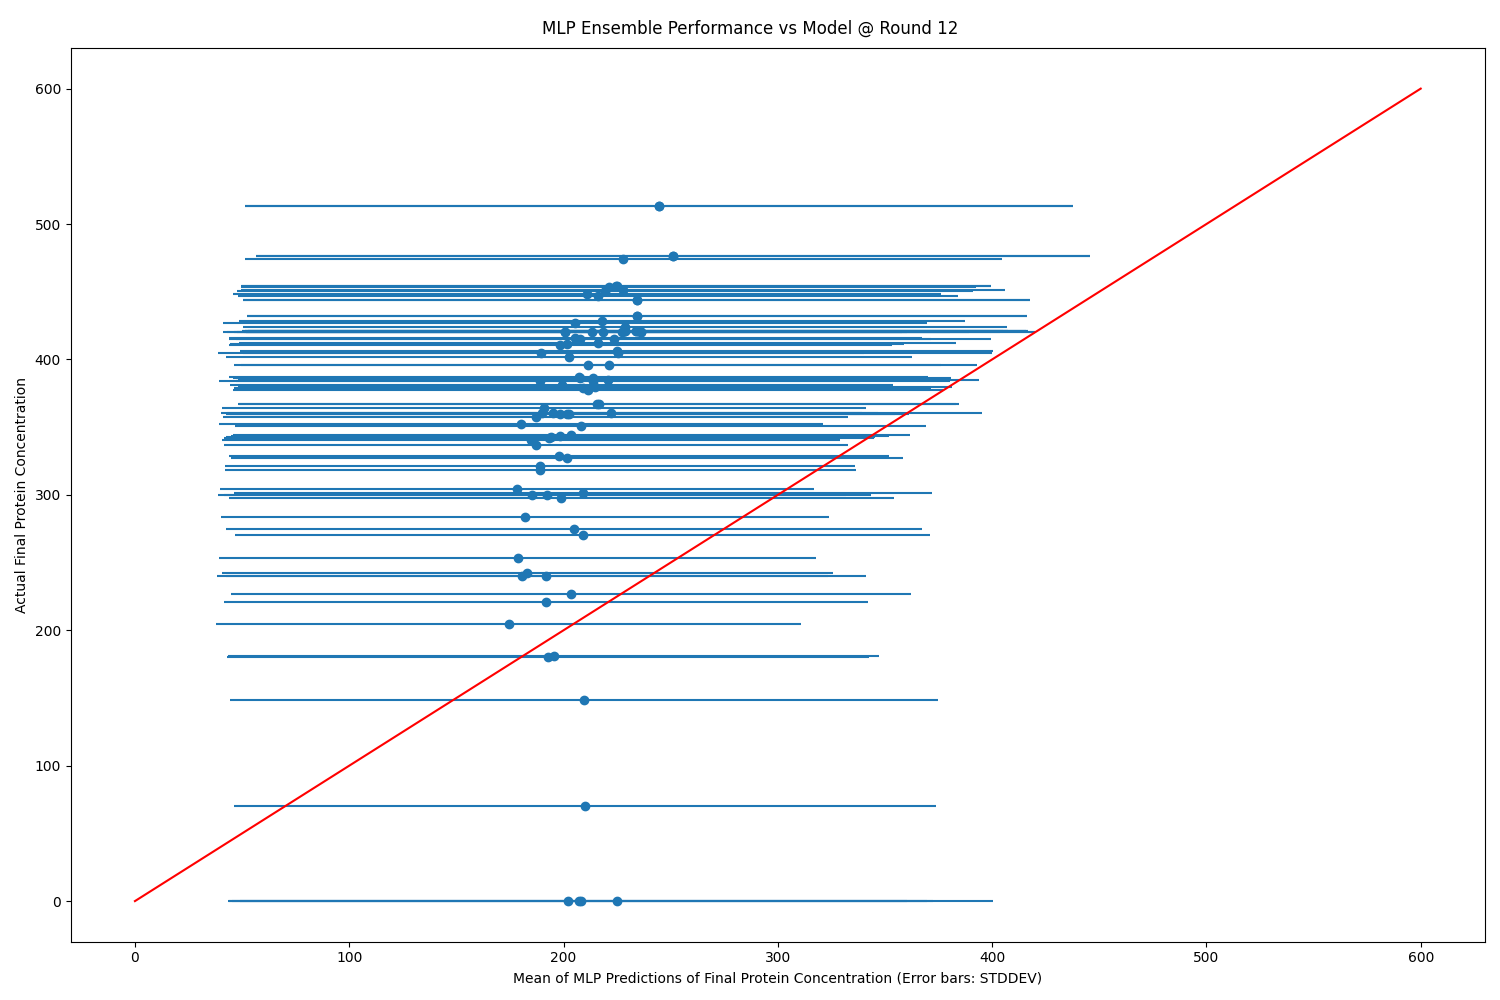 MLP Ensemble Performance vs Model @ Round 12
600
500
400
300
200
100
0
Actual Final Protein Concentration
0 100 200 300 400 500 600
Mean of MLP Predictions of Final Protein Concentration (Error bars: STDDEV)